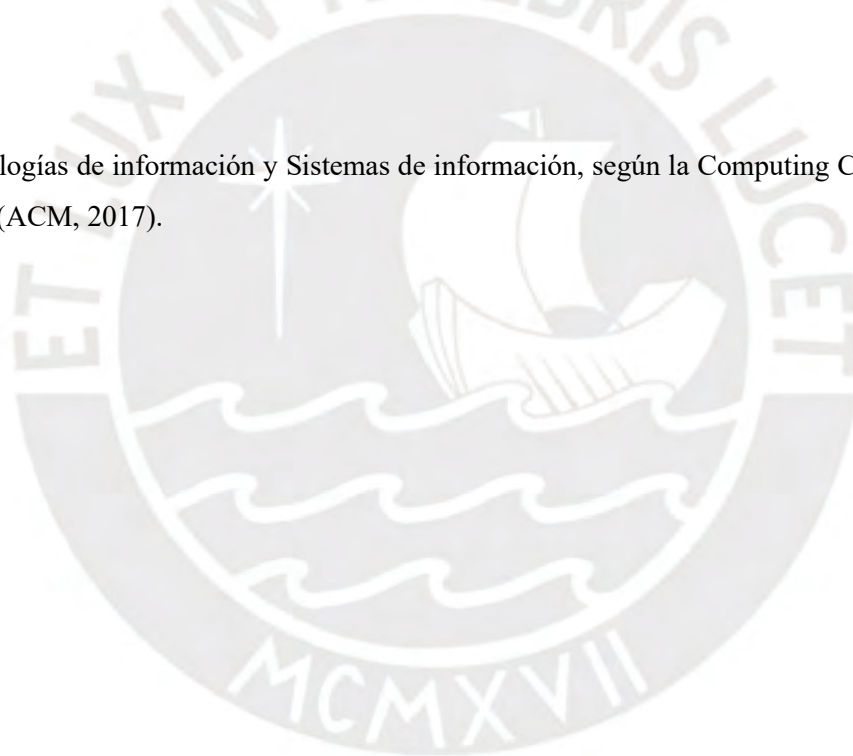 logías de información y Sistemas de información, según la Computing C
(ACM, 2017).
ET LUX IN TENEBRIS LUCET
MCMXVII